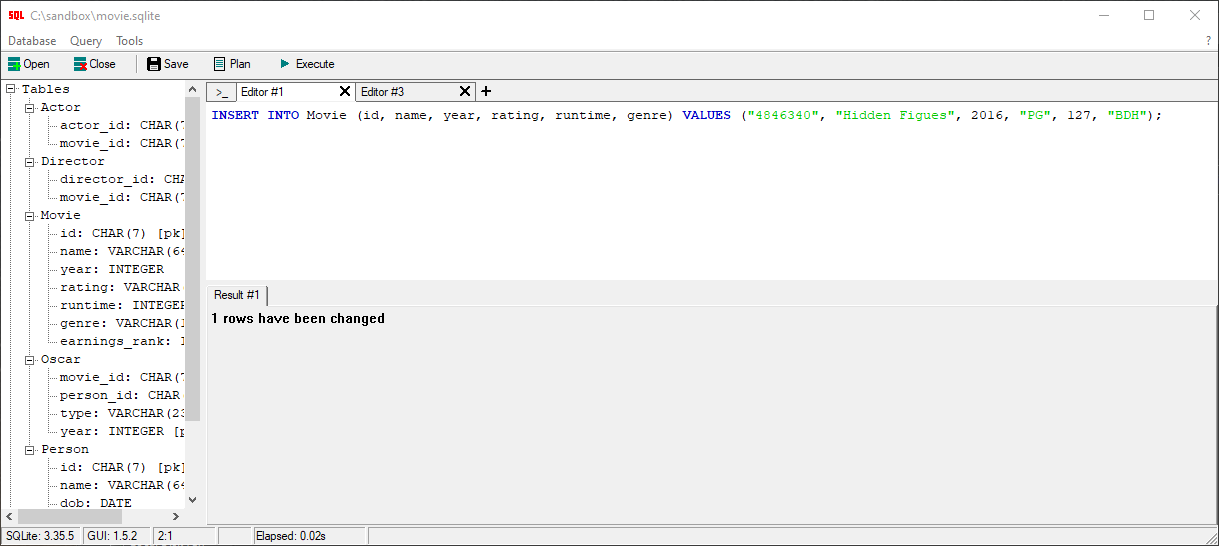 SQL C:\sandbox\movie.sqlite
Database Query Tools ?
Open Close Save Plan Execute
Tables
Actor
actor_id: CHAR(7
movie_id: CHAR(7
Director
director_id: CHA
movie_id: CHAR(7
Movie
id: CHAR(7) [pk]
name: VARCHAR(64
year: INTEGER
rating: VARCHAR
runtime: INTEGER
genre: VARCHAR(1
earnings_rank: I
Oscar
movie_id: CHAR(7
person_id: CHAR
type: VARCHAR(23
year: INTEGER [p
Person
id: CHAR(7) [pk]
name: VARCHAR(64
dob: DATE
>_ Editor #1 Editor #3 +
INSERT INTO Movie (id, name, year, rating, runtime, genre) VALUES ("4846340", "Hidden Figues", 2016, "PG", 127, "BDH");
Result #1
1 rows have been changed
SQLite: 3.35.5 GUI: 1.5.2 2:1 Elapsed: 0.02s